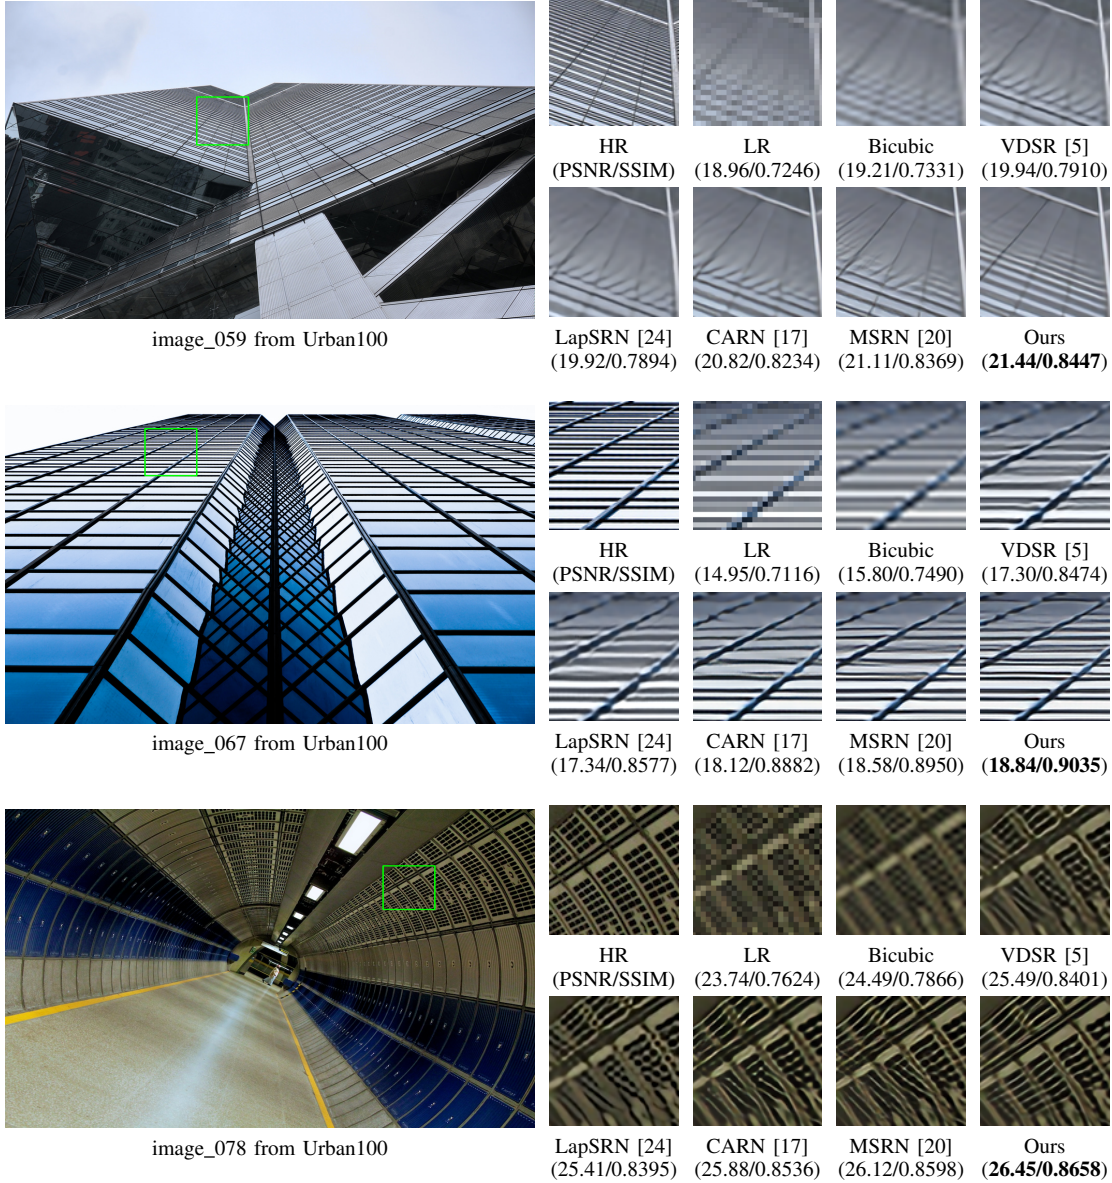 HR LR Bicubic VDSR [5]
(PSNR/SSIM) (18.96/0.7246) (19.21/0.7331) (19.94/0.7910)
image_059 from Urban100
LapSRN [24] CARN [17] MSRN [20] Ours
(19.92/0.7894) (20.82/0.8234) (21.11/0.8369) (21.44/0.8447)
HR LR Bicubic VDSR [5]
(PSNR/SSIM) (14.95/0.7116) (15.80/0.7490) (17.30/0.8474)
image_067 from Urban100
LapSRN [24] CARN [17] MSRN [20] Ours
(17.34/0.8577) (18.12/0.8882) (18.58/0.8950) (18.84/0.9035)
HR LR Bicubic VDSR [5]
(PSNR/SSIM) (23.74/0.7624) (24.49/0.7866) (25.49/0.8401)
image_078 from Urban100
LapSRN [24] CARN [17] MSRN [20] Ours
(25.41/0.8395) (25.88/0.8536) (26.12/0.8598) (26.45/0.8658)